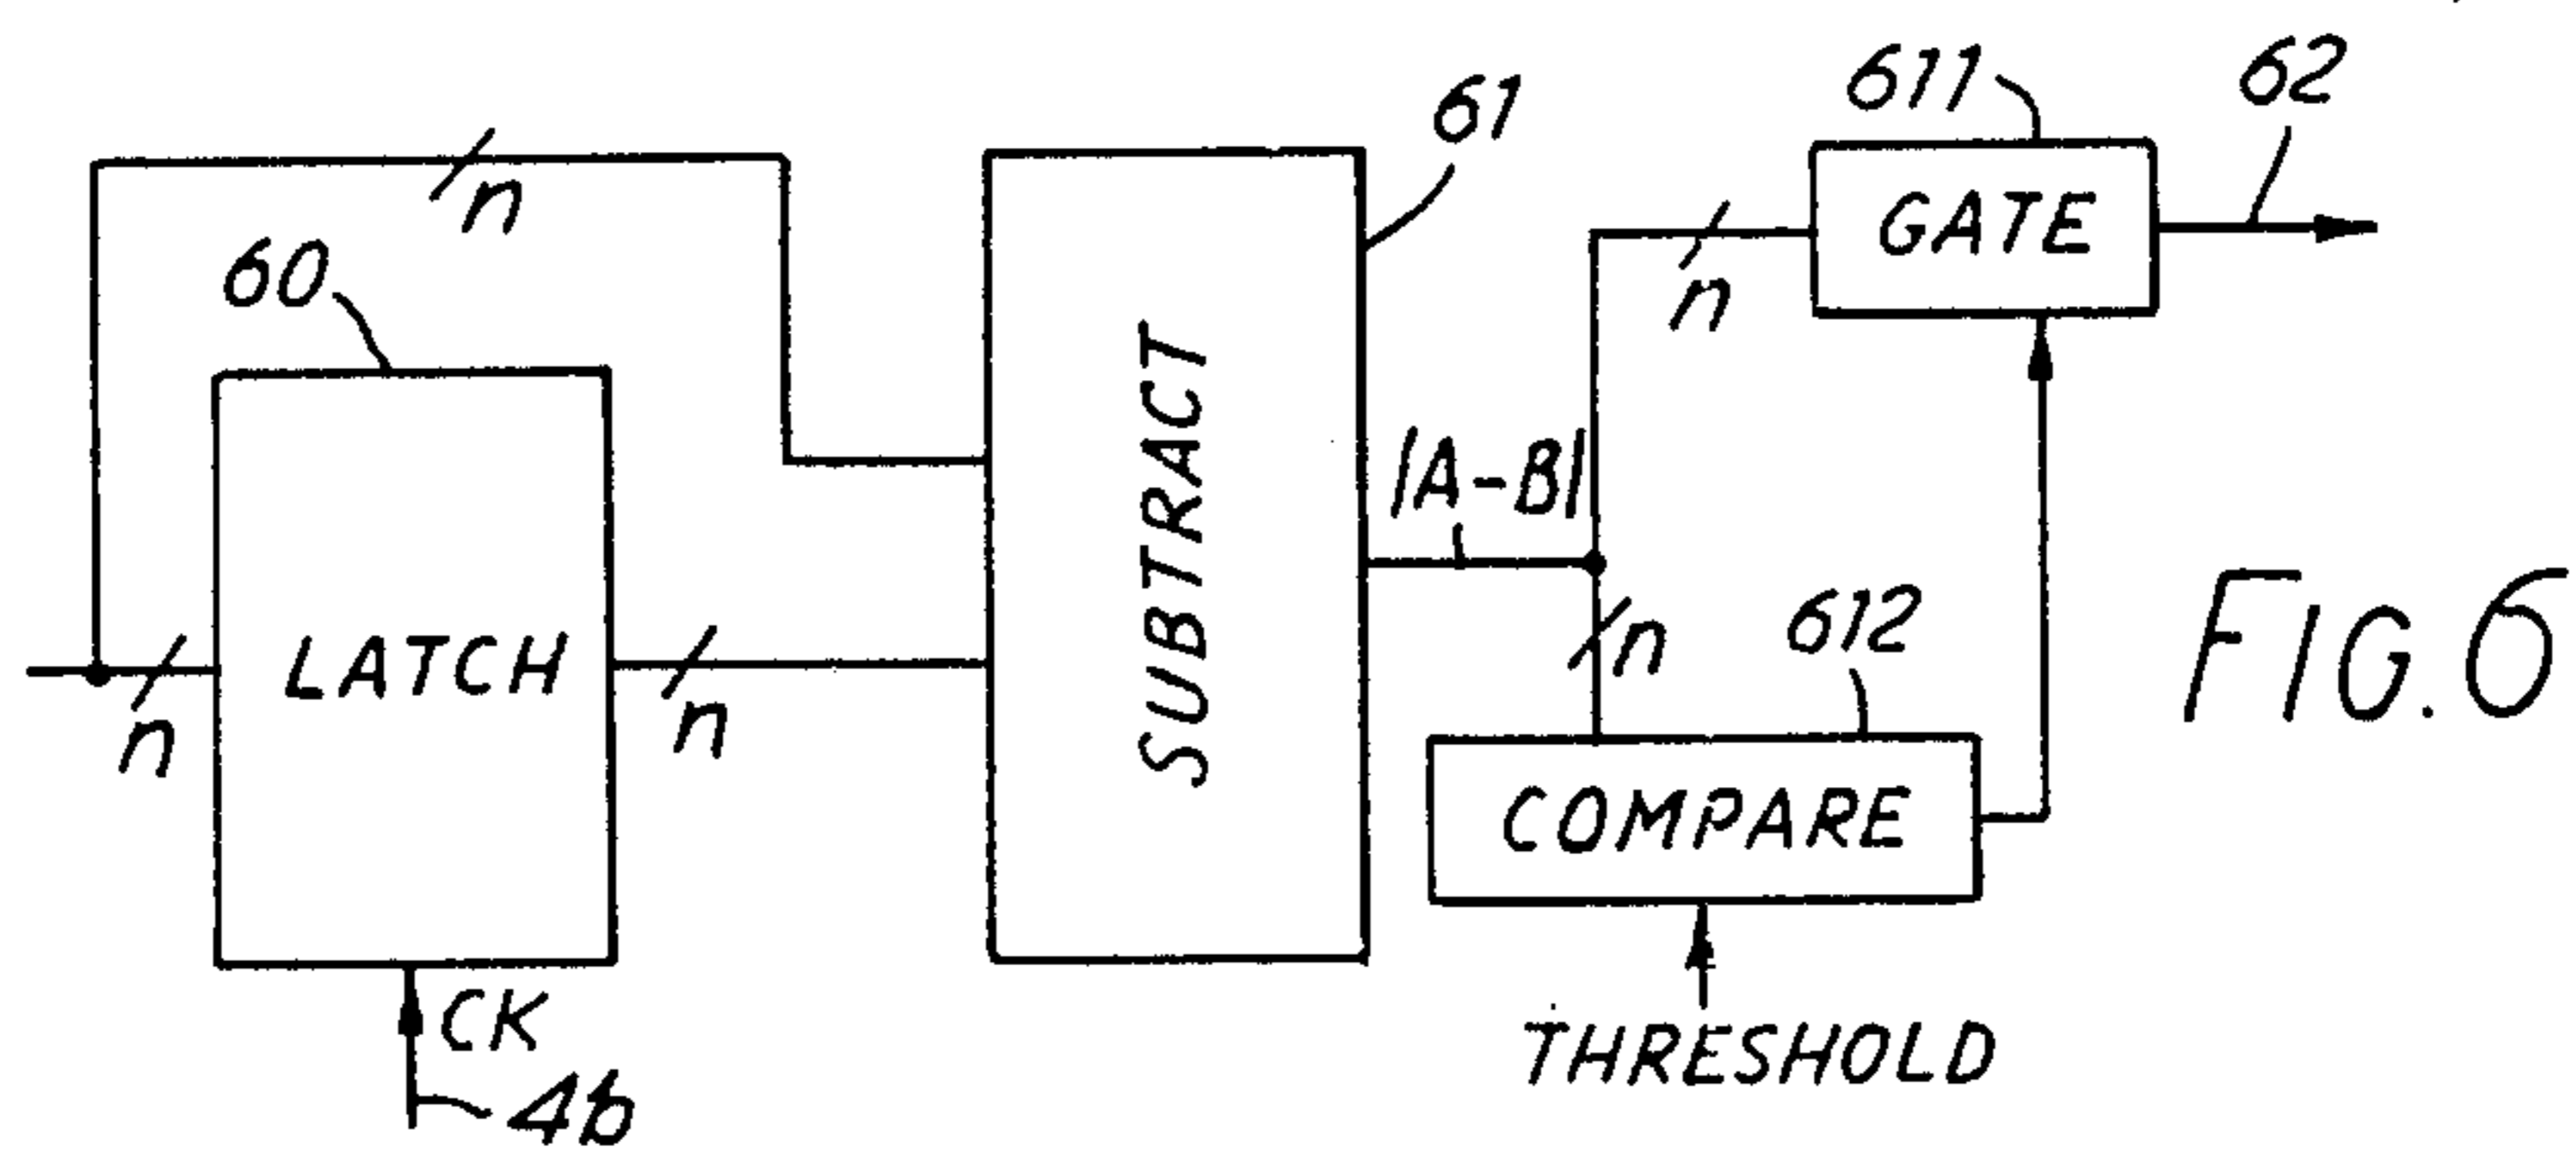 611
62
61
n
60
GATE
n
SUBTRACT
|A-B|
612
n
FIG. 6
LATCH
n
n
COMPARE
CK
THRESHOLD
4b